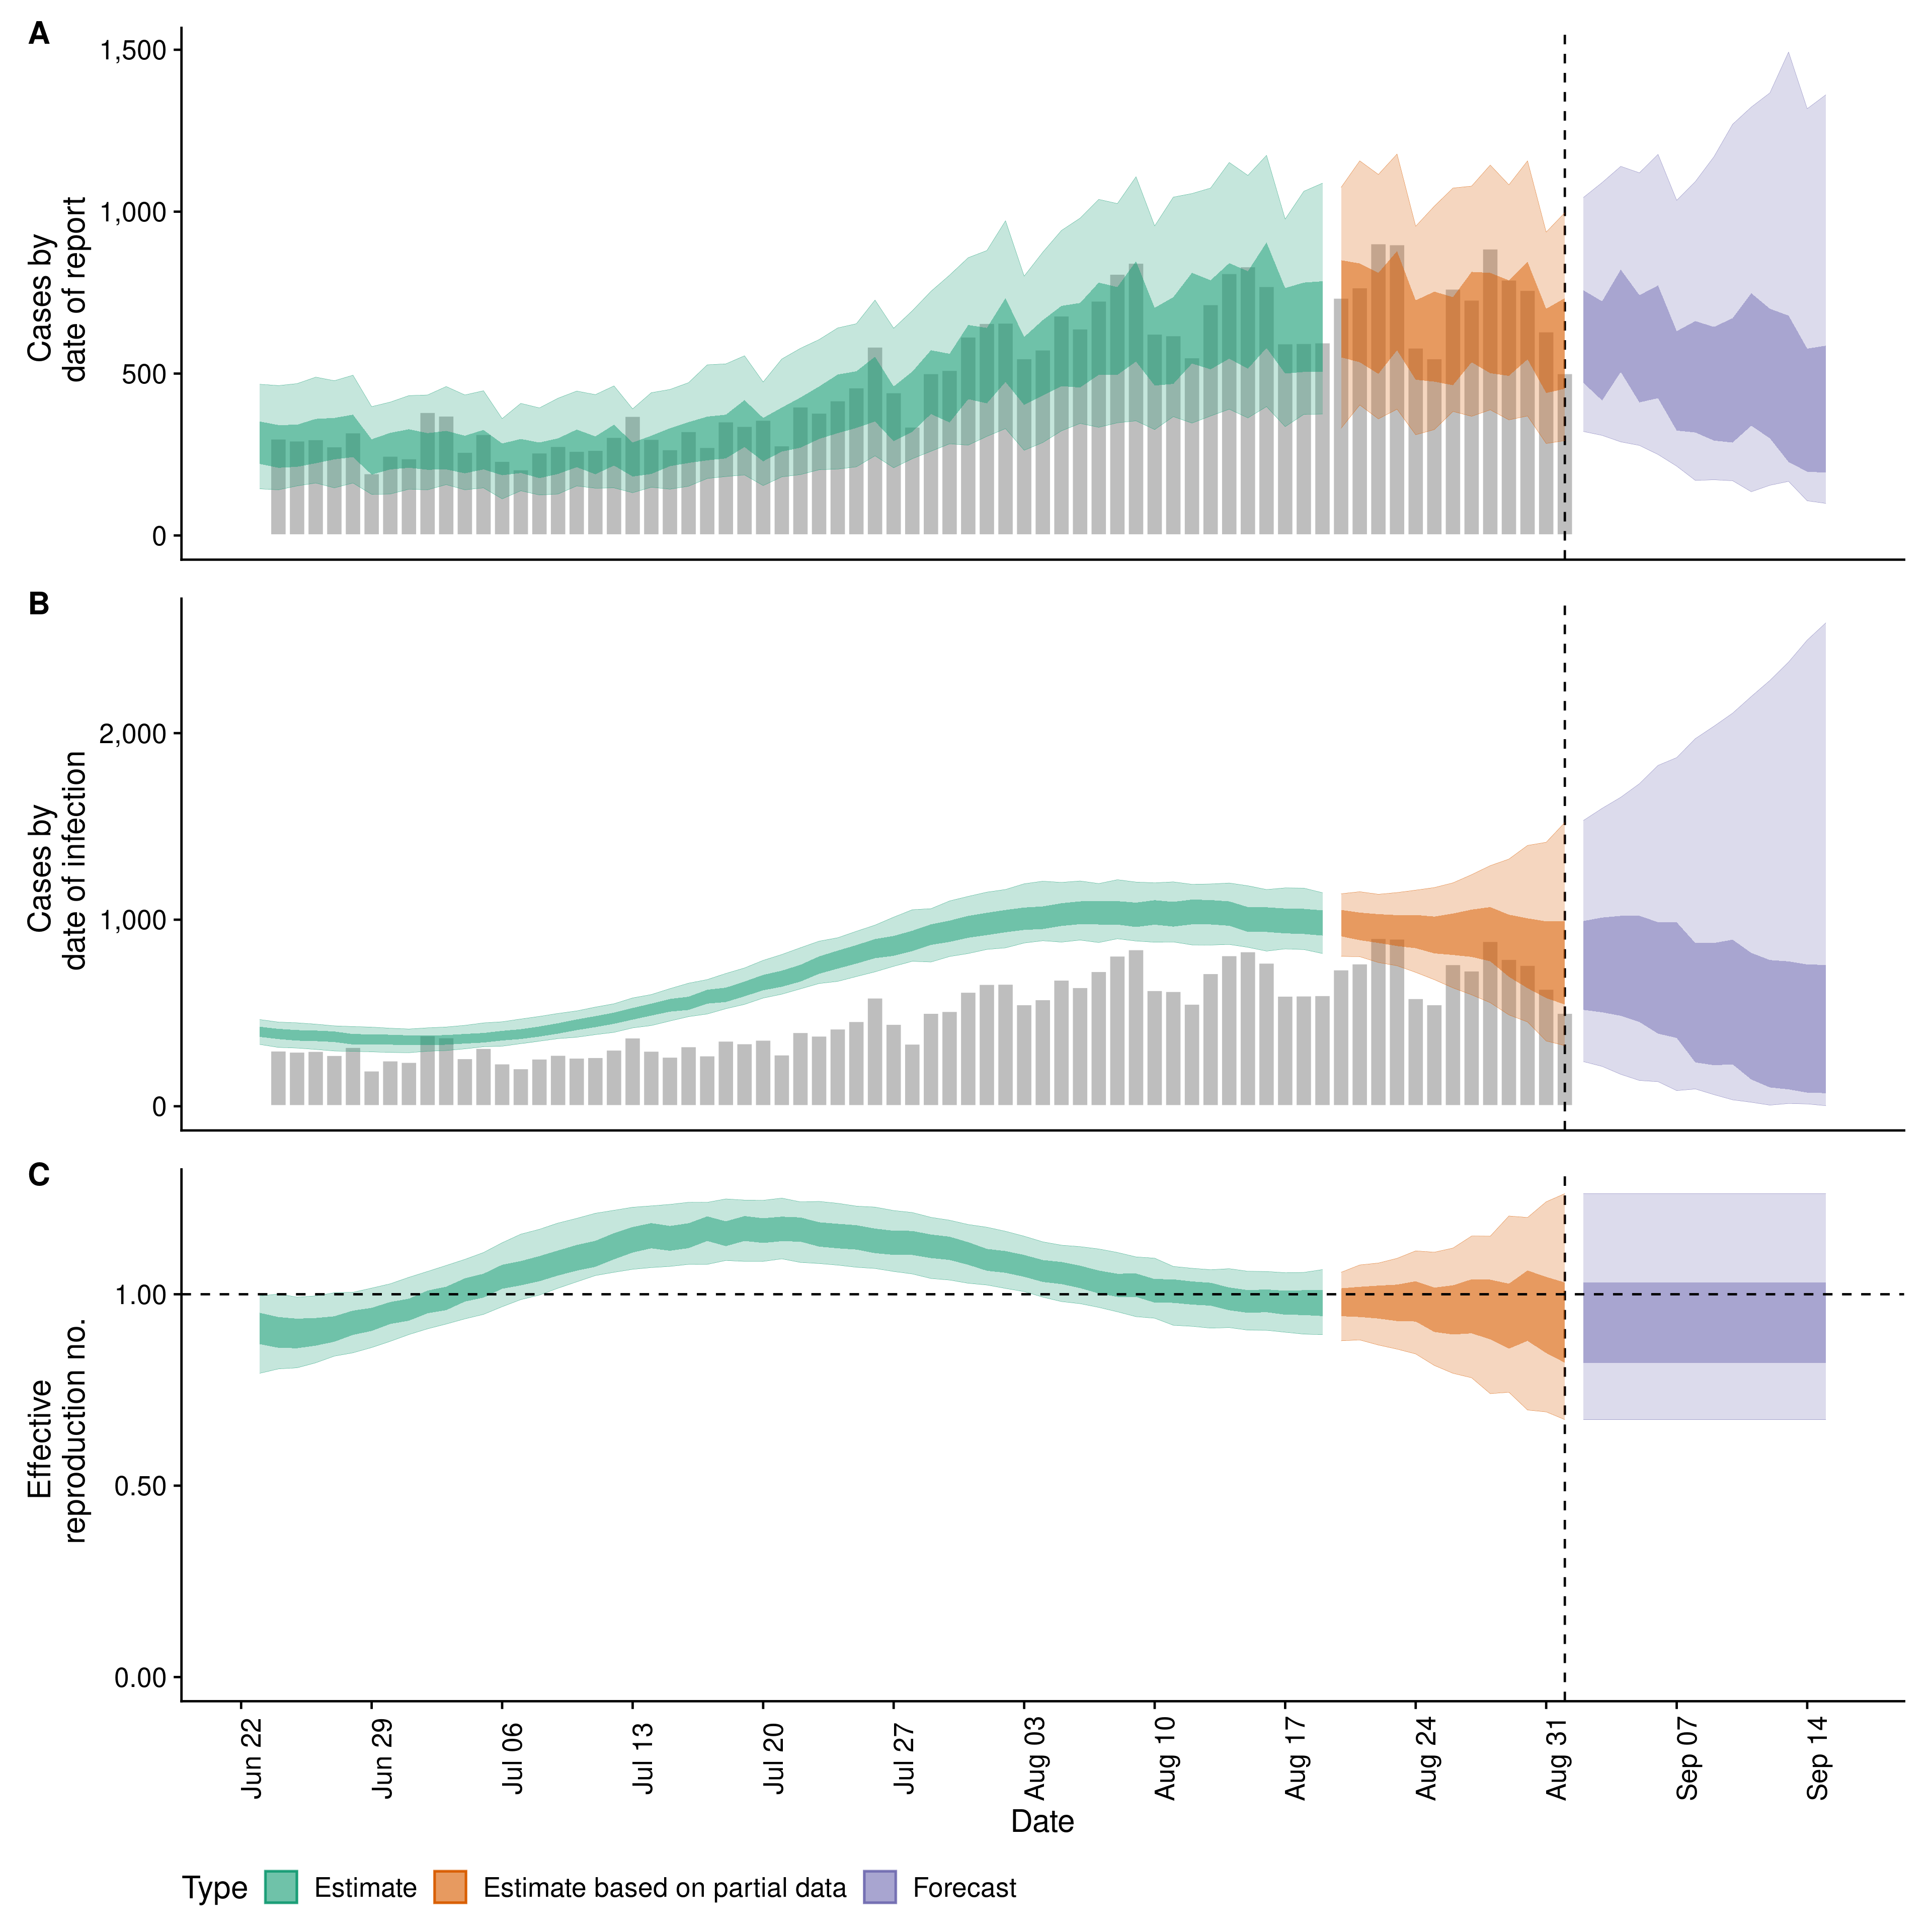 A
1,500
1,000
500
0
Cases by
date of report
B
2,000
1,000
0
Cases by
date of infection
C
1.00
0.50
0.00
Effective
reproduction no.
Jun 22
Jun 29
Jul 06
Jul 13
Jul 20
Jul 27
Aug 03
Aug 10
Aug 17
Aug 24
Aug 31
Sep 07
Sep 14
Date
Type Estimate Estimate based on partial data Forecast